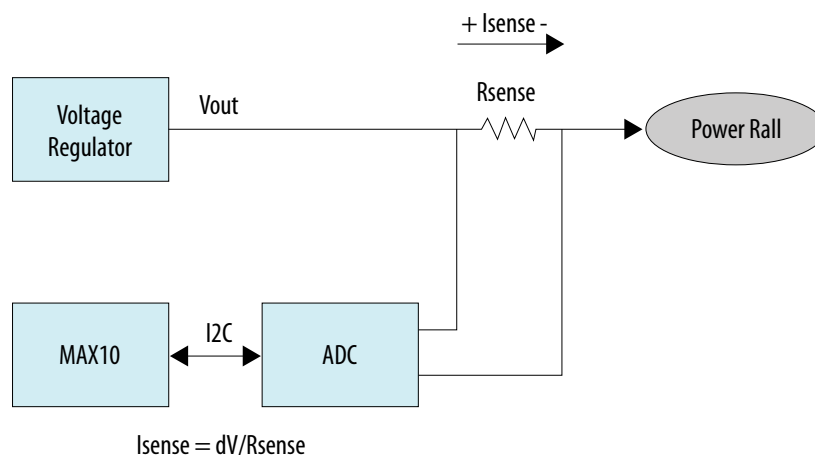 + Isense -
Rsense
Vout
Voltage
Regulator
Power Rall
I2C
MAX10
ADC
Isense = dV/Rsense